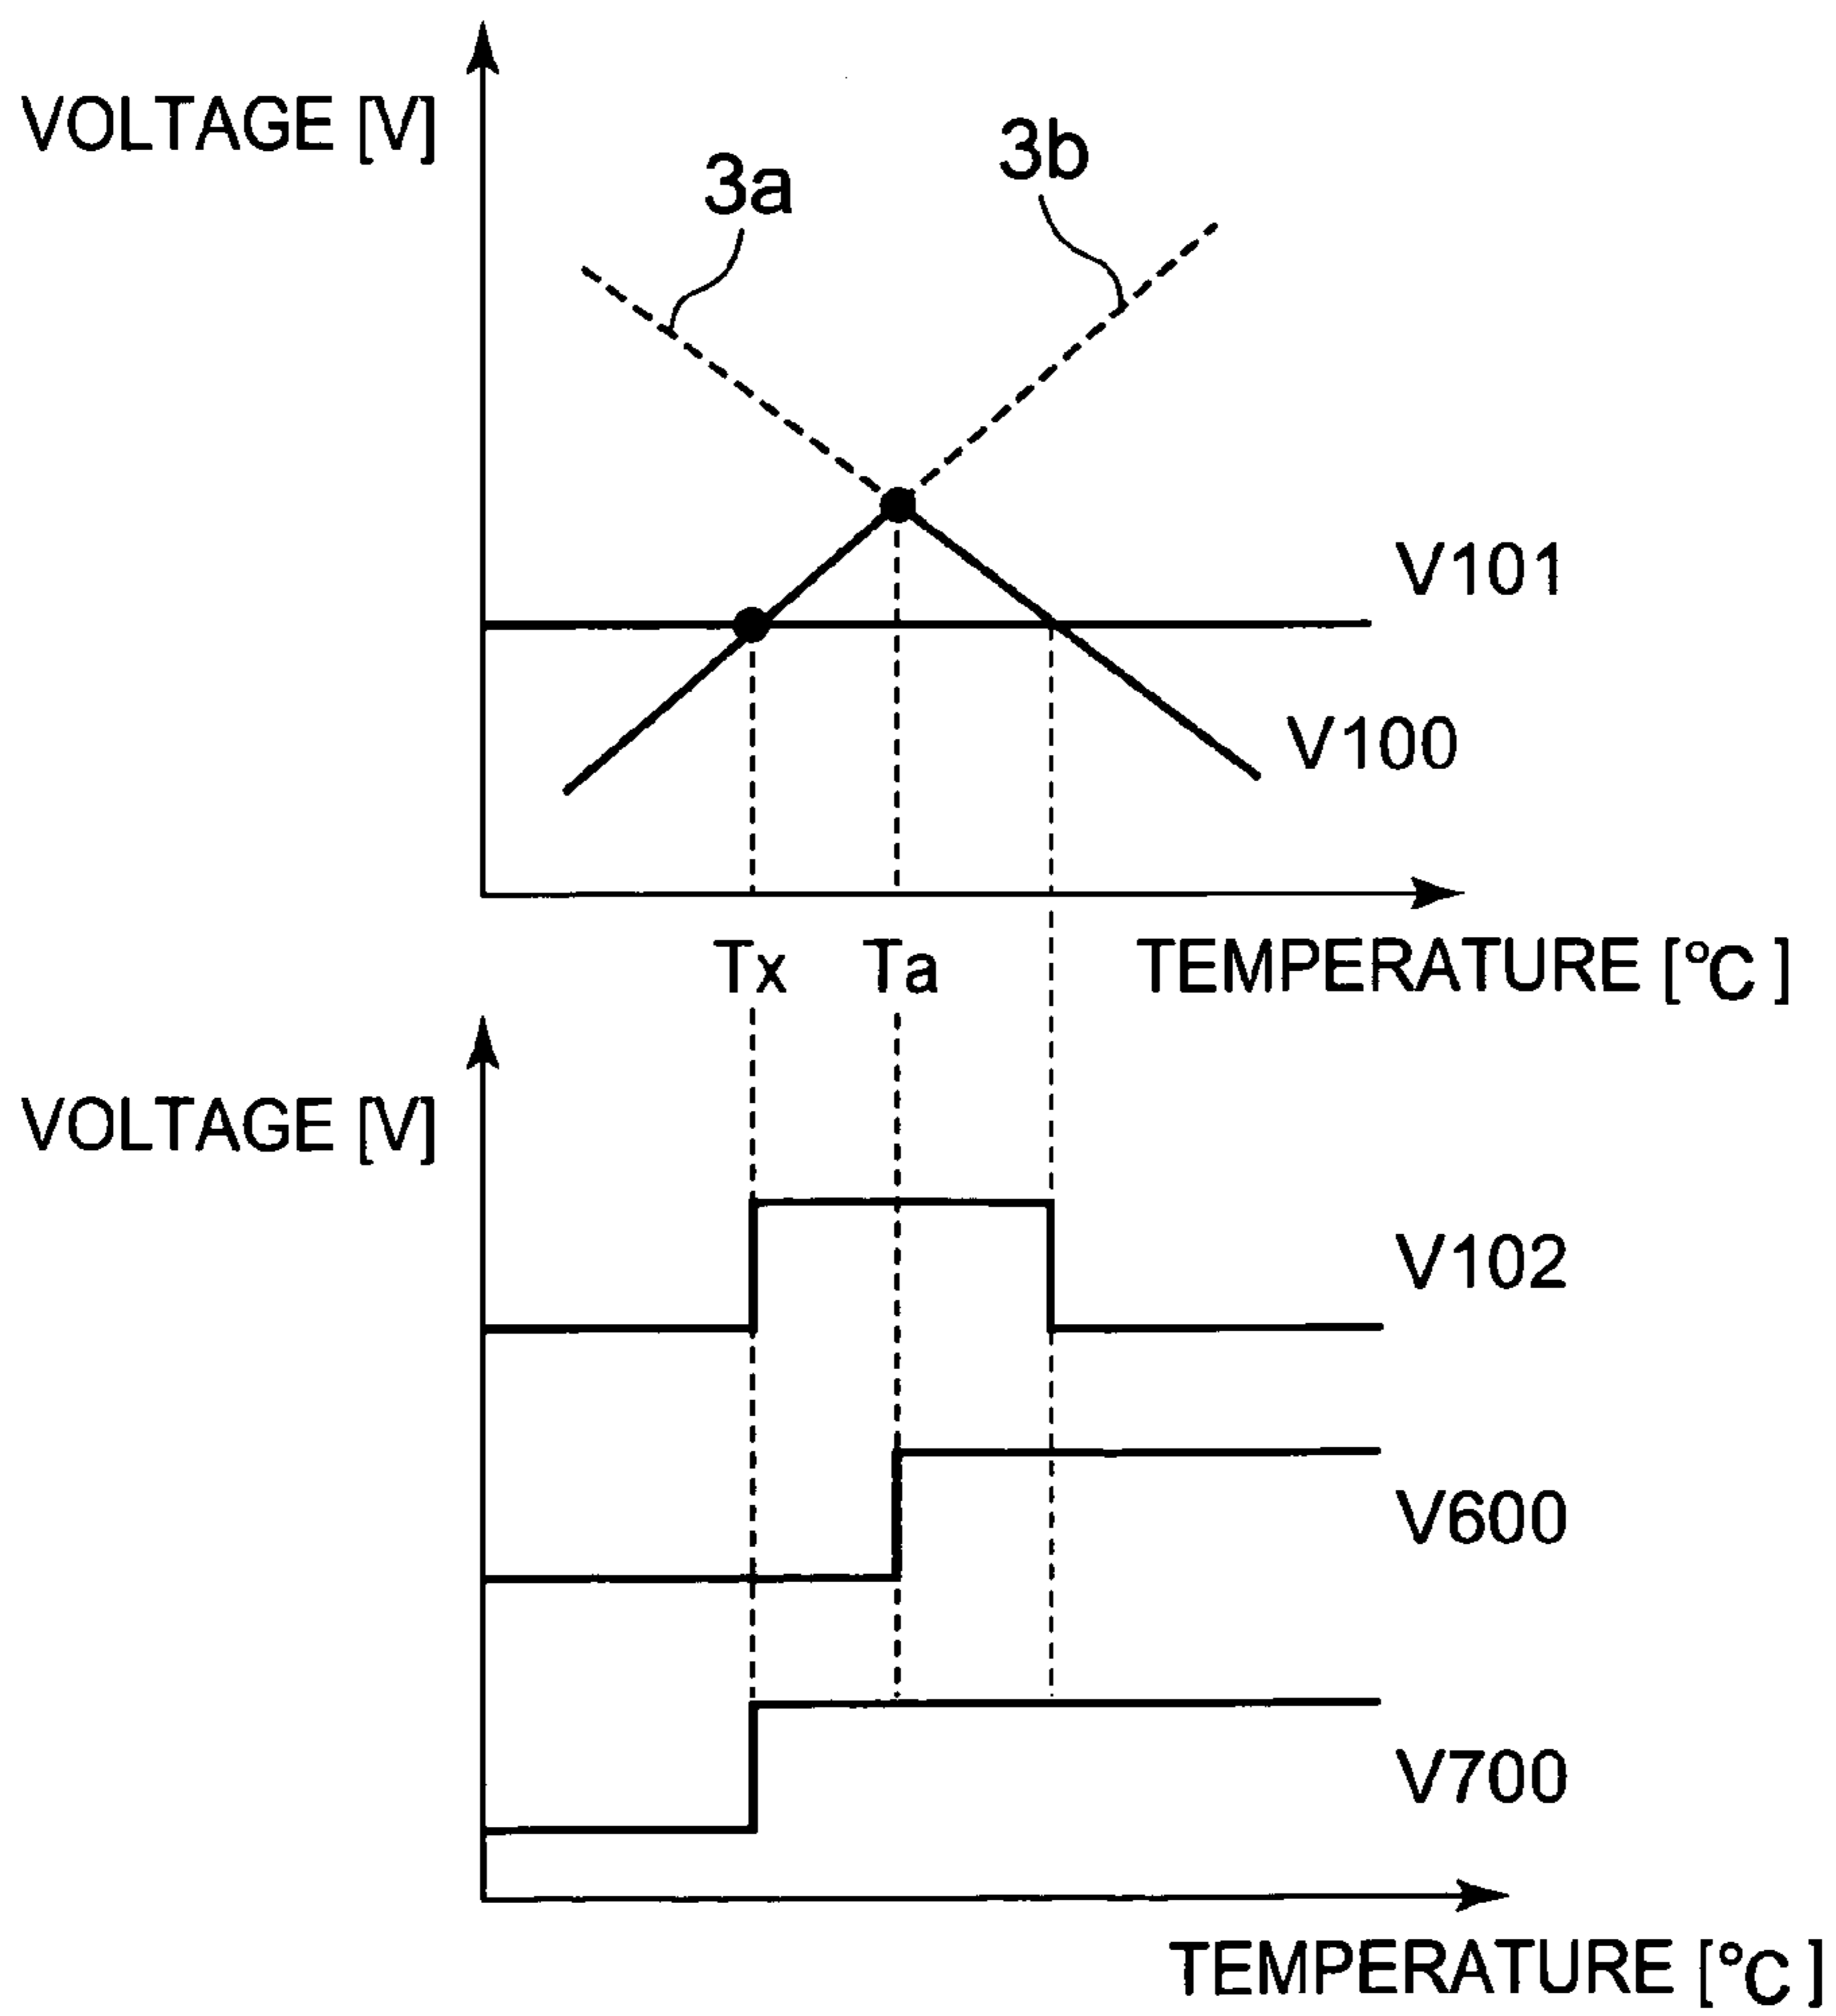 VOLTAGE [V]
3a
3b
V101
V100
Tx
Ta
TEMPERATURE [°C]
VOLTAGE [V]
V102
V600
V700
TEMPERATURE [°C]